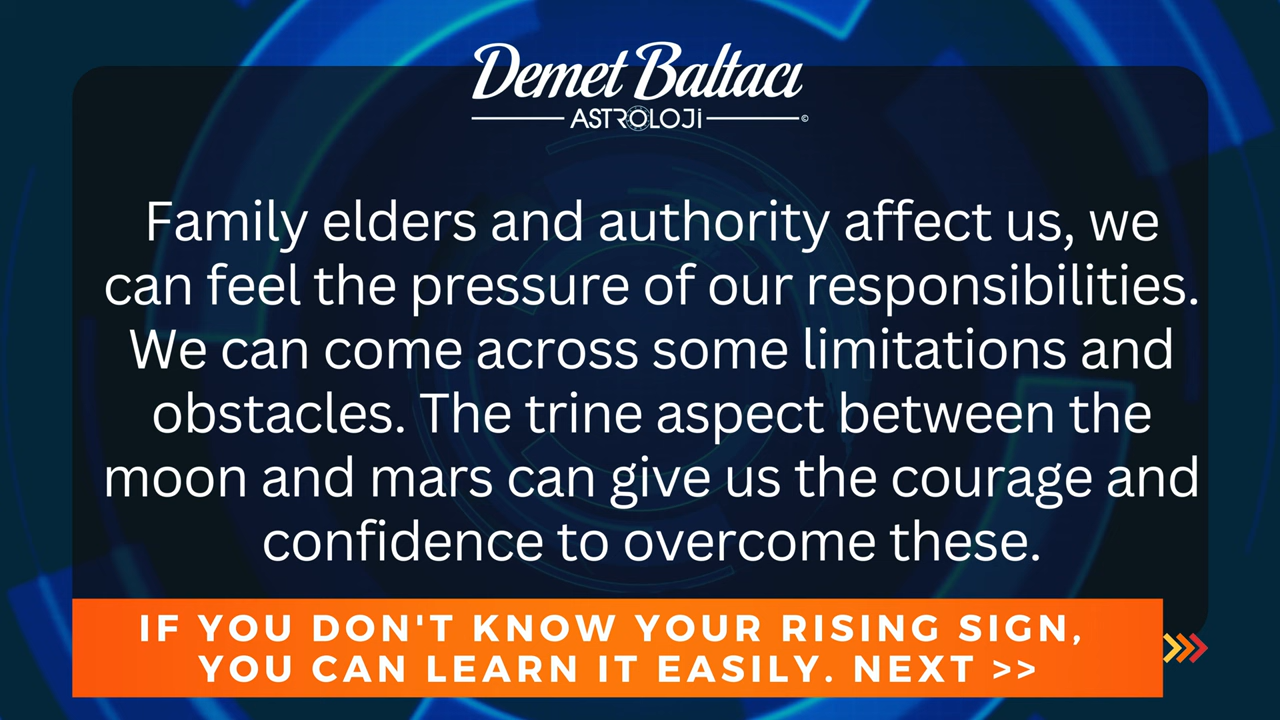 Demet Baltacı
ASTROLOJi
©
Family elders and authority affect us, we
can feel the pressure of our responsibilities.
We can come across some limitations and
obstacles. The trine aspect between the
moon and mars can give us the courage and
confidence to overcome these.
IF YOU DON'T KNOW YOUR RISING SIGN,
YOU CAN LEARN IT EASILY. NEXT >>